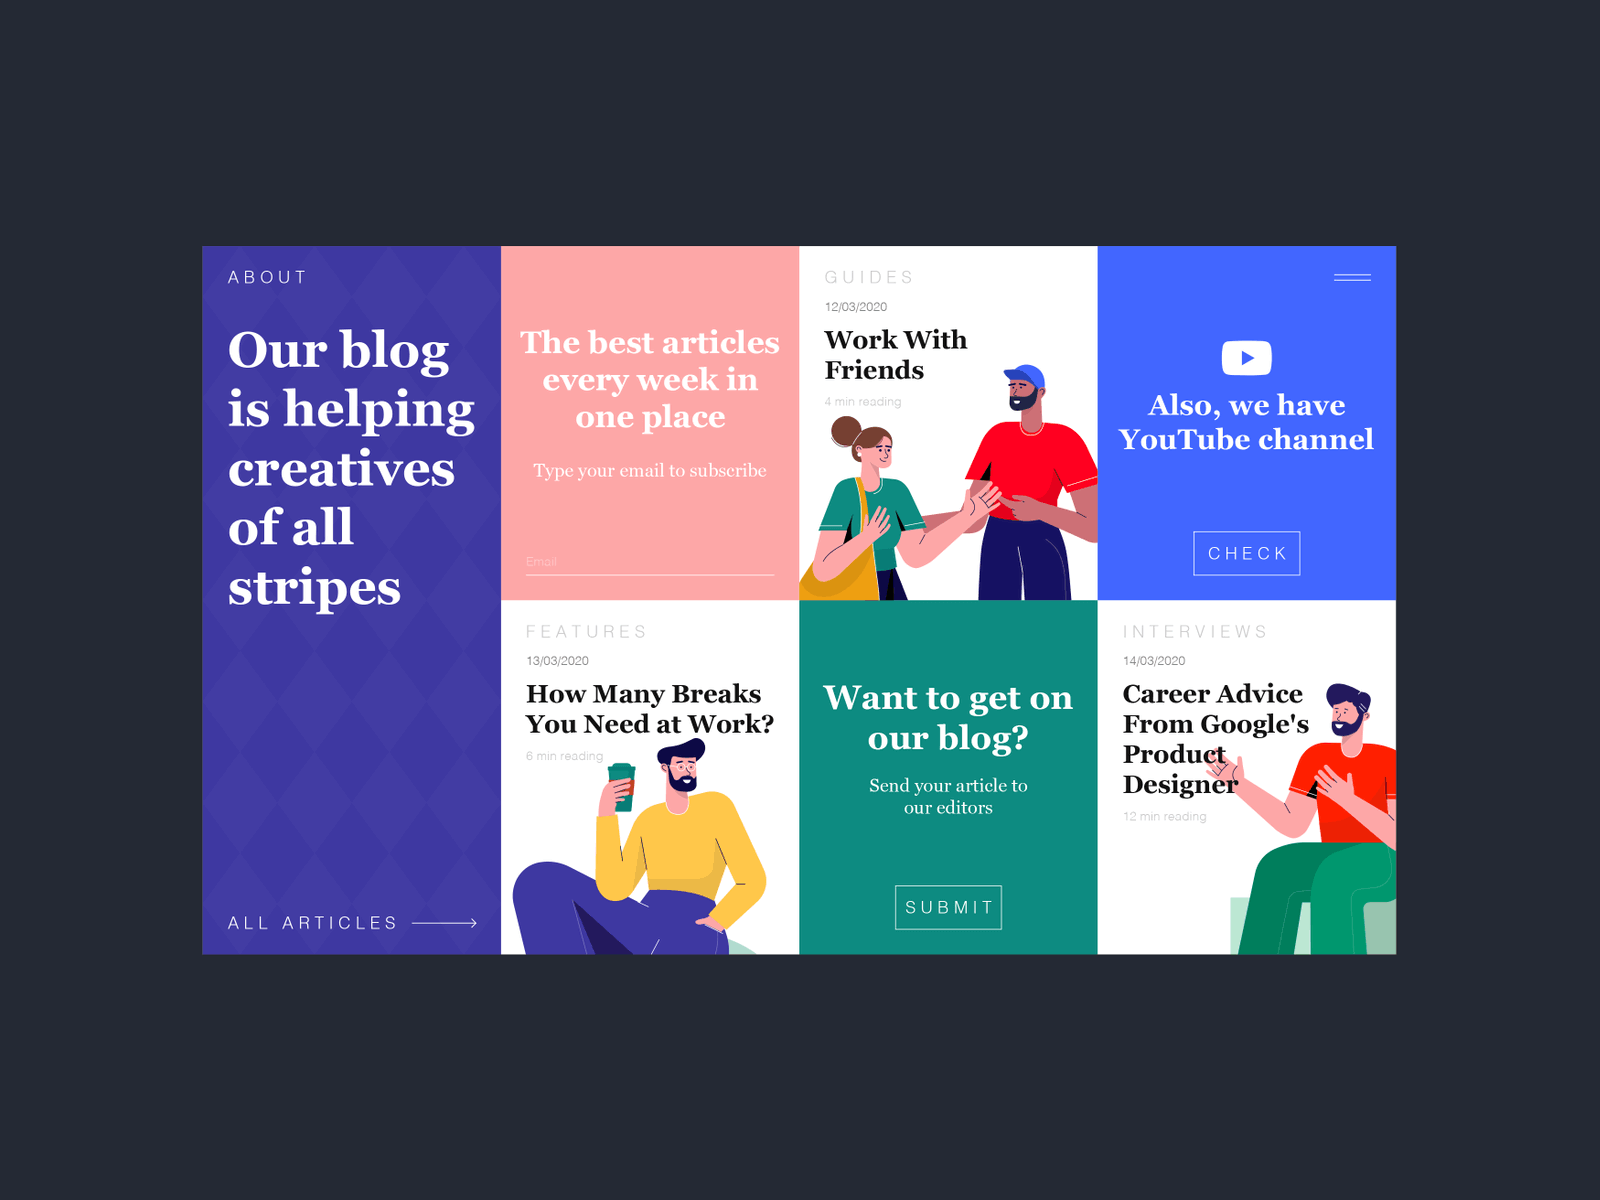 ABOUT
Our blog
is helping
creatives
of all
stripes
ALL ARTICLES
The best articles
every week in
one place
Type your email to subscribe
Email
GUIDES
12/03/2020
Work With
Friends
4 min reading
Also, we have
YouTube channel
CHECK
FEATURES
13/03/2020
How Many Breaks
You Need at Work?
6 min reading
Want to get on
our blog?
Send your article to
our editors
SUBMIT
INTERVIEWS
14/03/2020
Career Advice
From Google's
Product
Designer
12 min reading